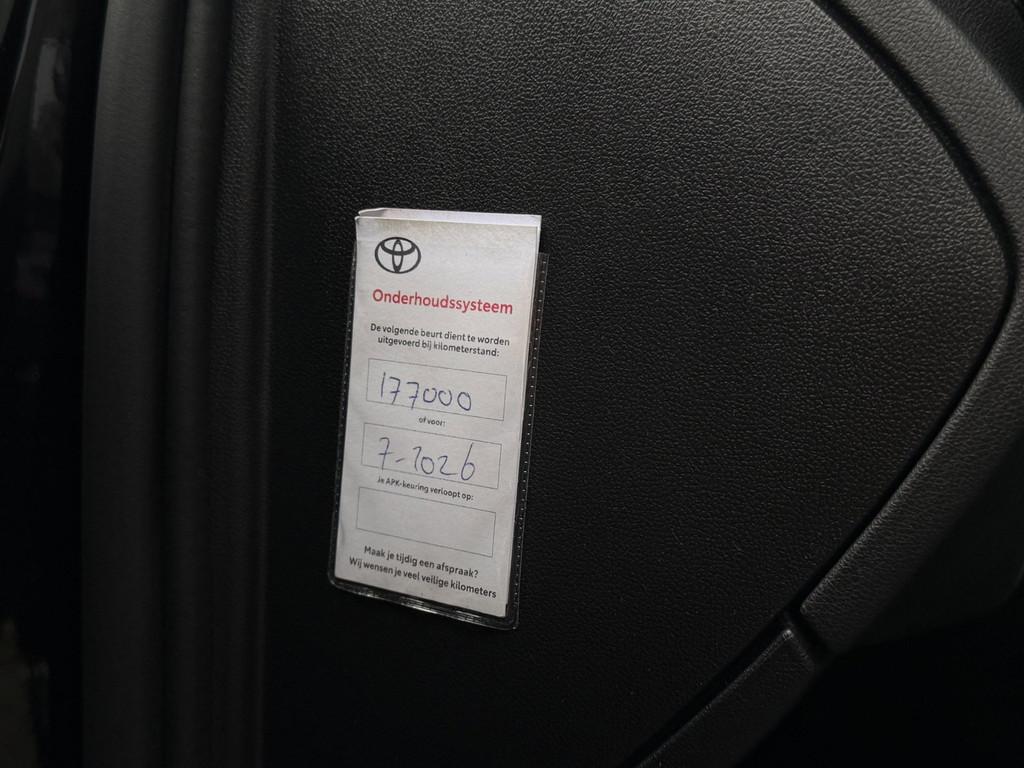 Onderhoudssysteem
De volgende beurt dient te worden
uitgevoerd bij kilometerstand:
177000
of voor:
7-2026
Je APK-keuring verloopt op:
Maak je tijdig een afspraak?
Wij wensen je veel veilige kilometers